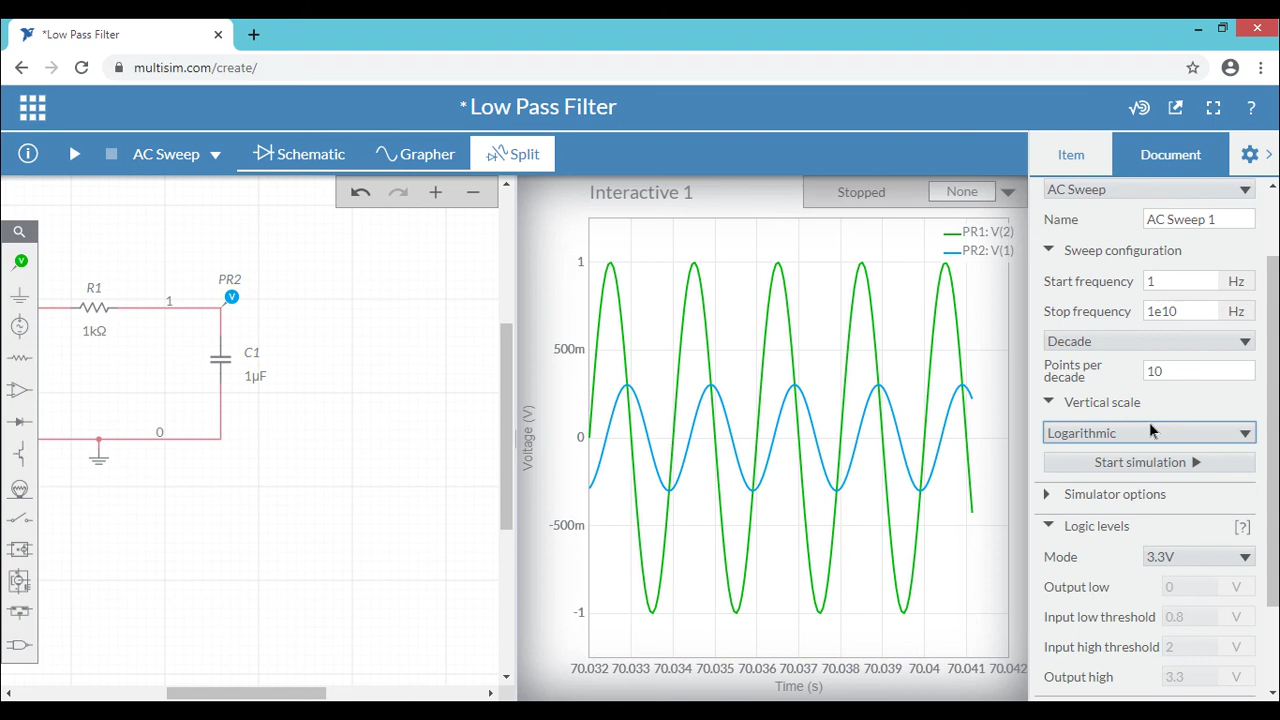 *Low Pass Filter
multisim.com/create/
* Low Pass Filter
?
AC Sweep
Schematic
Grapher
Split
Item
Document
Interactive 1
Stopped
None
PR1: V(2)
PR2: V(1)
V
R1
1kΩ
1
PR2
V
C1
1μF
0
Voltage (V)
1
500m
0
-500m
-1
70.032 70.033 70.034 70.035 70.036 70.037 70.038 70.039 70.04 70.041 70.042
Time (s)
AC Sweep
Name AC Sweep 1
Sweep configuration
Start frequency 1 Hz
Stop frequency 1e10 Hz
Decade
Points per
decade 10
Vertical scale
Logarithmic
Start simulation
Simulator options
Logic levels [?]
Mode 3.3V
Output low 0 V
Input low threshold 0.8 V
Input high threshold 2 V
Output high 3.3 V